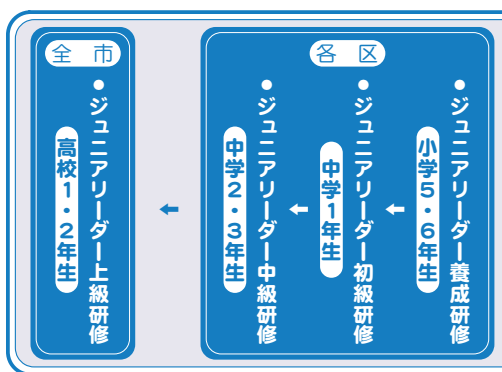 各区
●ジュニアリーダー養成研修
小学5・6年生
←
●ジュニアリーダー初級研修
中学1年生
←
●ジュニアリーダー中級研修
中学2・3年生
←
全市
●ジュニアリーダー上級研修
高校1・2年生